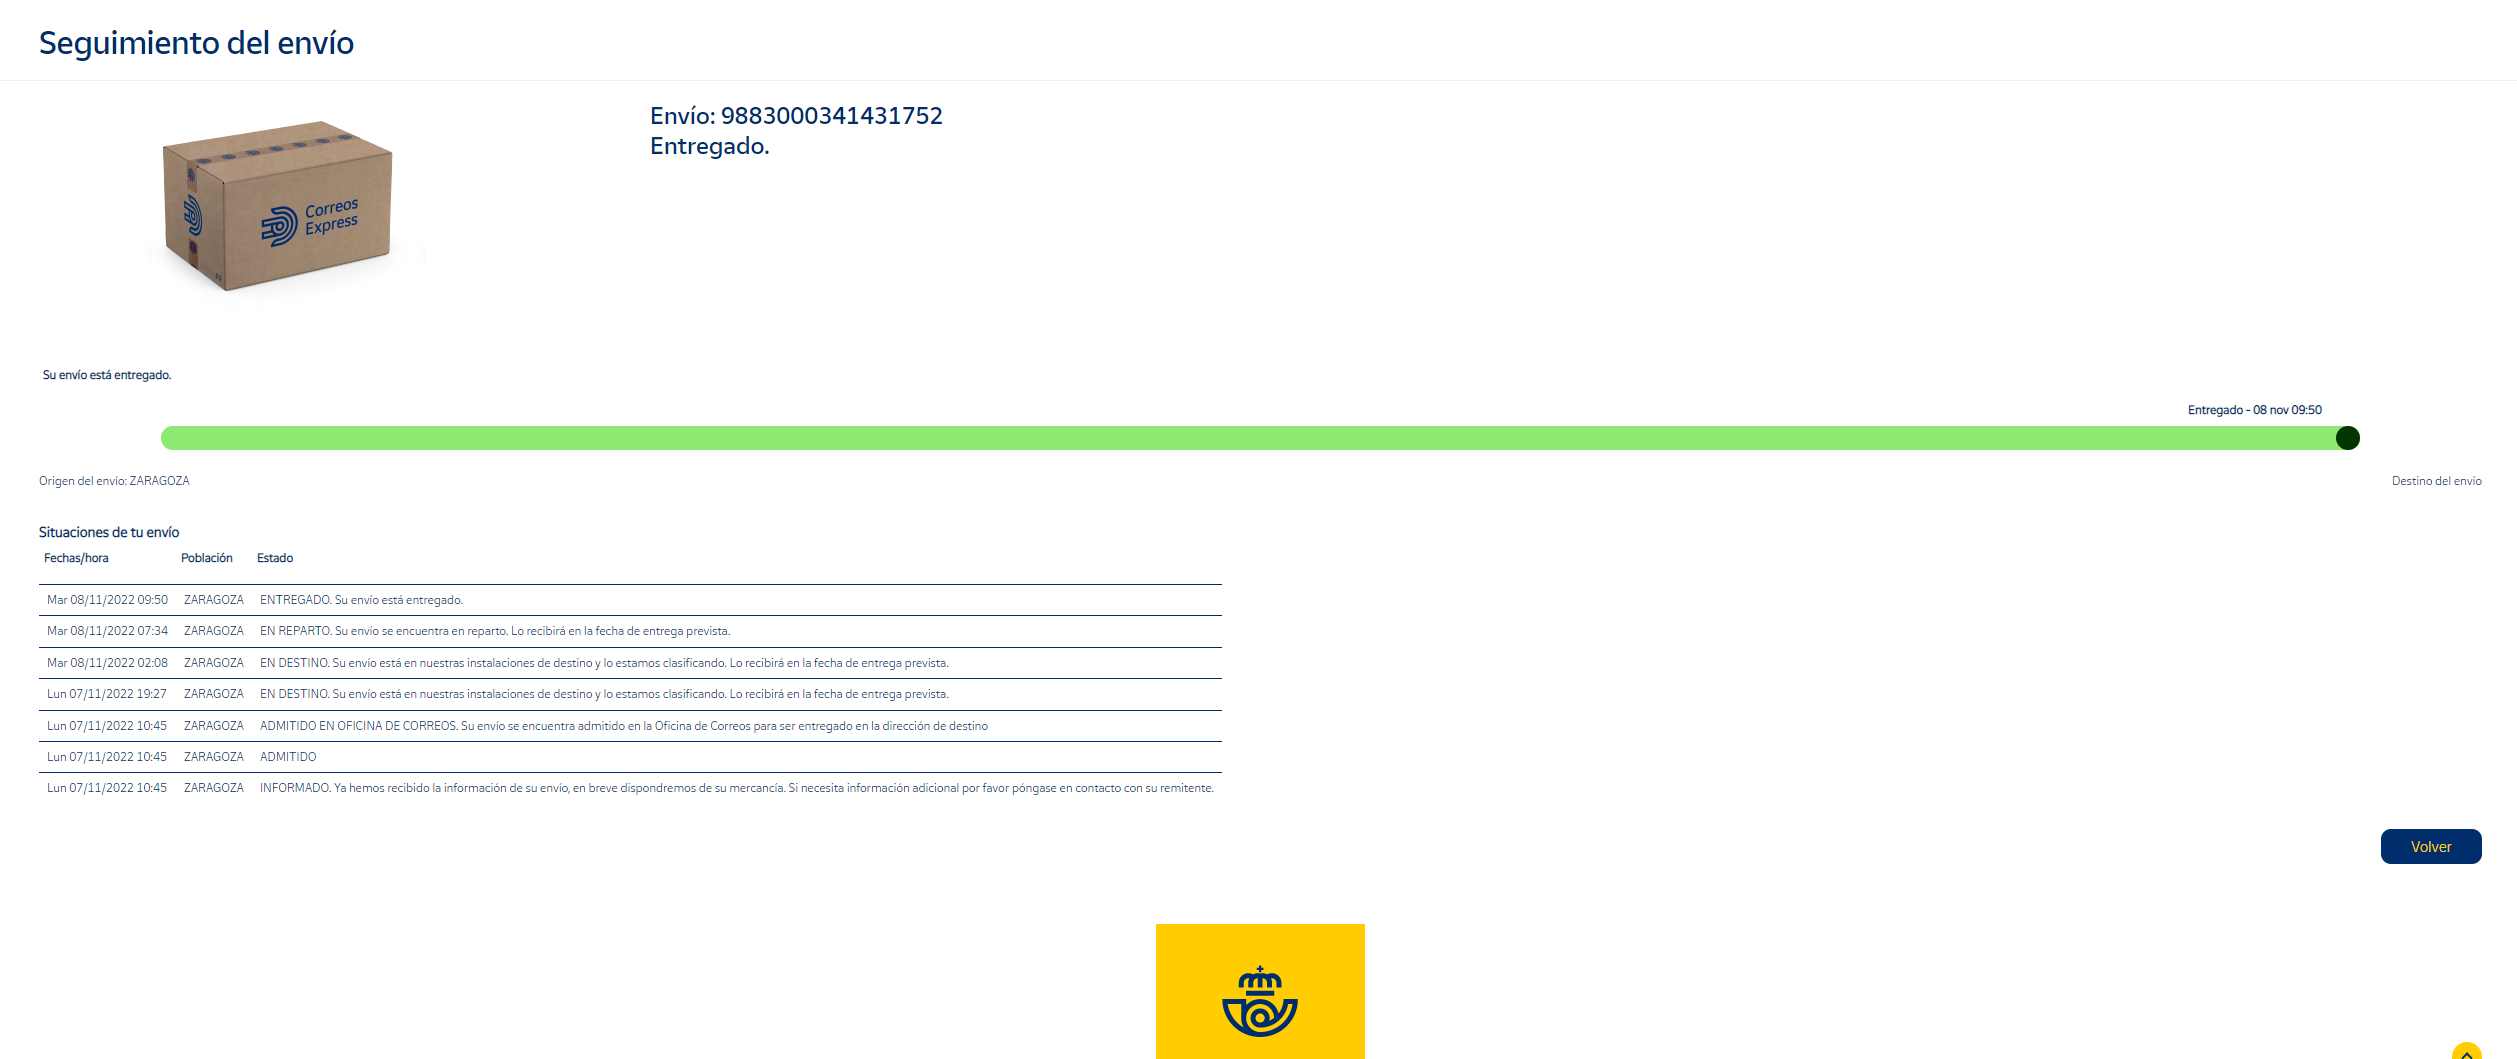 Seguimiento del envío
Envío: 9883000341431752
Entregado.
Correos
Express
Su envío está entregado.
Entregado - 08 nov 09:50
Origen del envío: ZARAGOZA
Destino del envío
Situaciones de tu envío
Fechas/hora Población Estado
Mar 08/11/2022 09:50 ZARAGOZA ENTREGADO. Su envío está entregado.
Mar 08/11/2022 07:34 ZARAGOZA EN REPARTO. Su envío se encuentra en reparto. Lo recibirá en la fecha de entrega prevista.
Mar 08/11/2022 02:08 ZARAGOZA EN DESTINO. Su envío está en nuestras instalaciones de destino y lo estamos clasificando. Lo recibirá en la fecha de entrega prevista.
Lun 07/11/2022 19:27 ZARAGOZA EN DESTINO. Su envío está en nuestras instalaciones de destino y lo estamos clasificando. Lo recibirá en la fecha de entrega prevista.
Lun 07/11/2022 10:45 ZARAGOZA ADMITIDO EN OFICINA DE CORREOS. Su envío se encuentra admitido en la Oficina de Correos para ser entregado en la dirección de destino
Lun 07/11/2022 10:45 ZARAGOZA ADMITIDO
Lun 07/11/2022 10:45 ZARAGOZA INFORMADO. Ya hemos recibido la información de su envío, en breve dispondremos de su mercancía. Si necesita información adicional por favor póngase en contacto con su remitente.
Volver